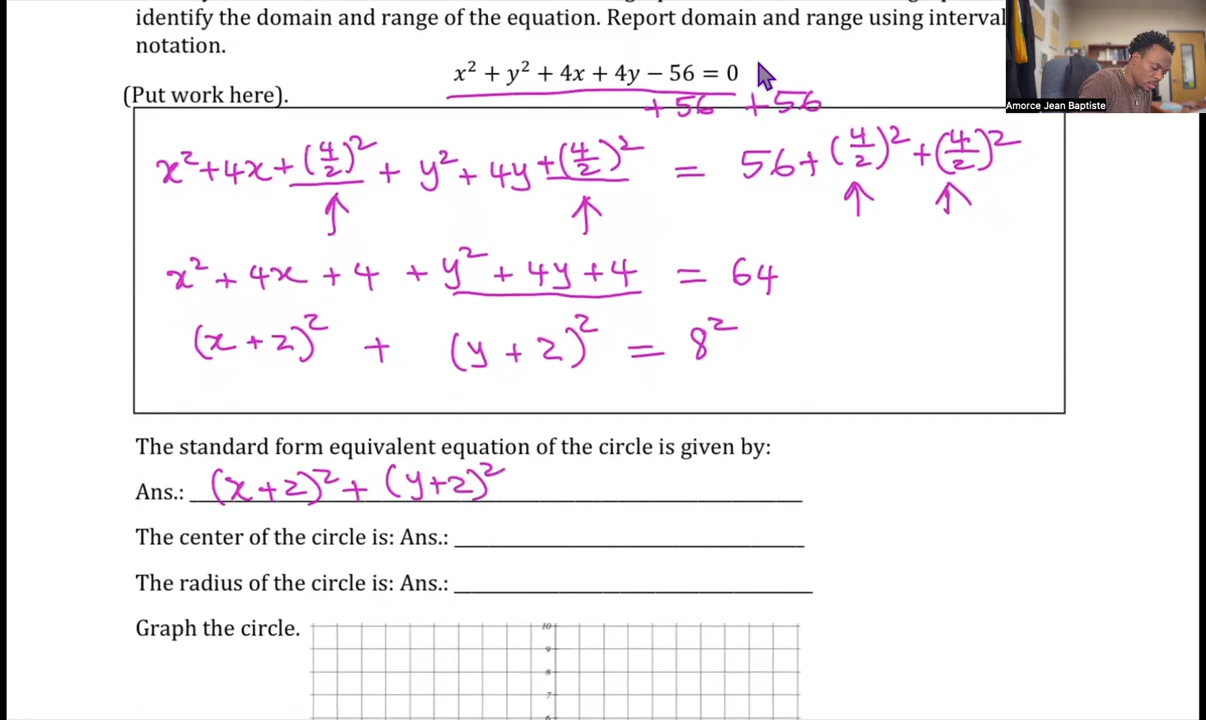 identify the domain and range of the equation. Report domain and range using interval
notation.
x² + y² + 4x + 4y − 56 = 0
+56 +56
(Put work here).
Amorce Jean Baptiste
x²+4x+(4/2)² + y²+4y+(4/2)² = 56+(4/2)²+(4/2)²
x²+4x+4 + y²+4y+4 = 64
(x+2)² + (y+2)² = 8²
The standard form equivalent equation of the circle is given by:
Ans.: (x+2)²+(y+2)²
The center of the circle is: Ans.:
The radius of the circle is: Ans.:
Graph the circle.
10
9
8
7